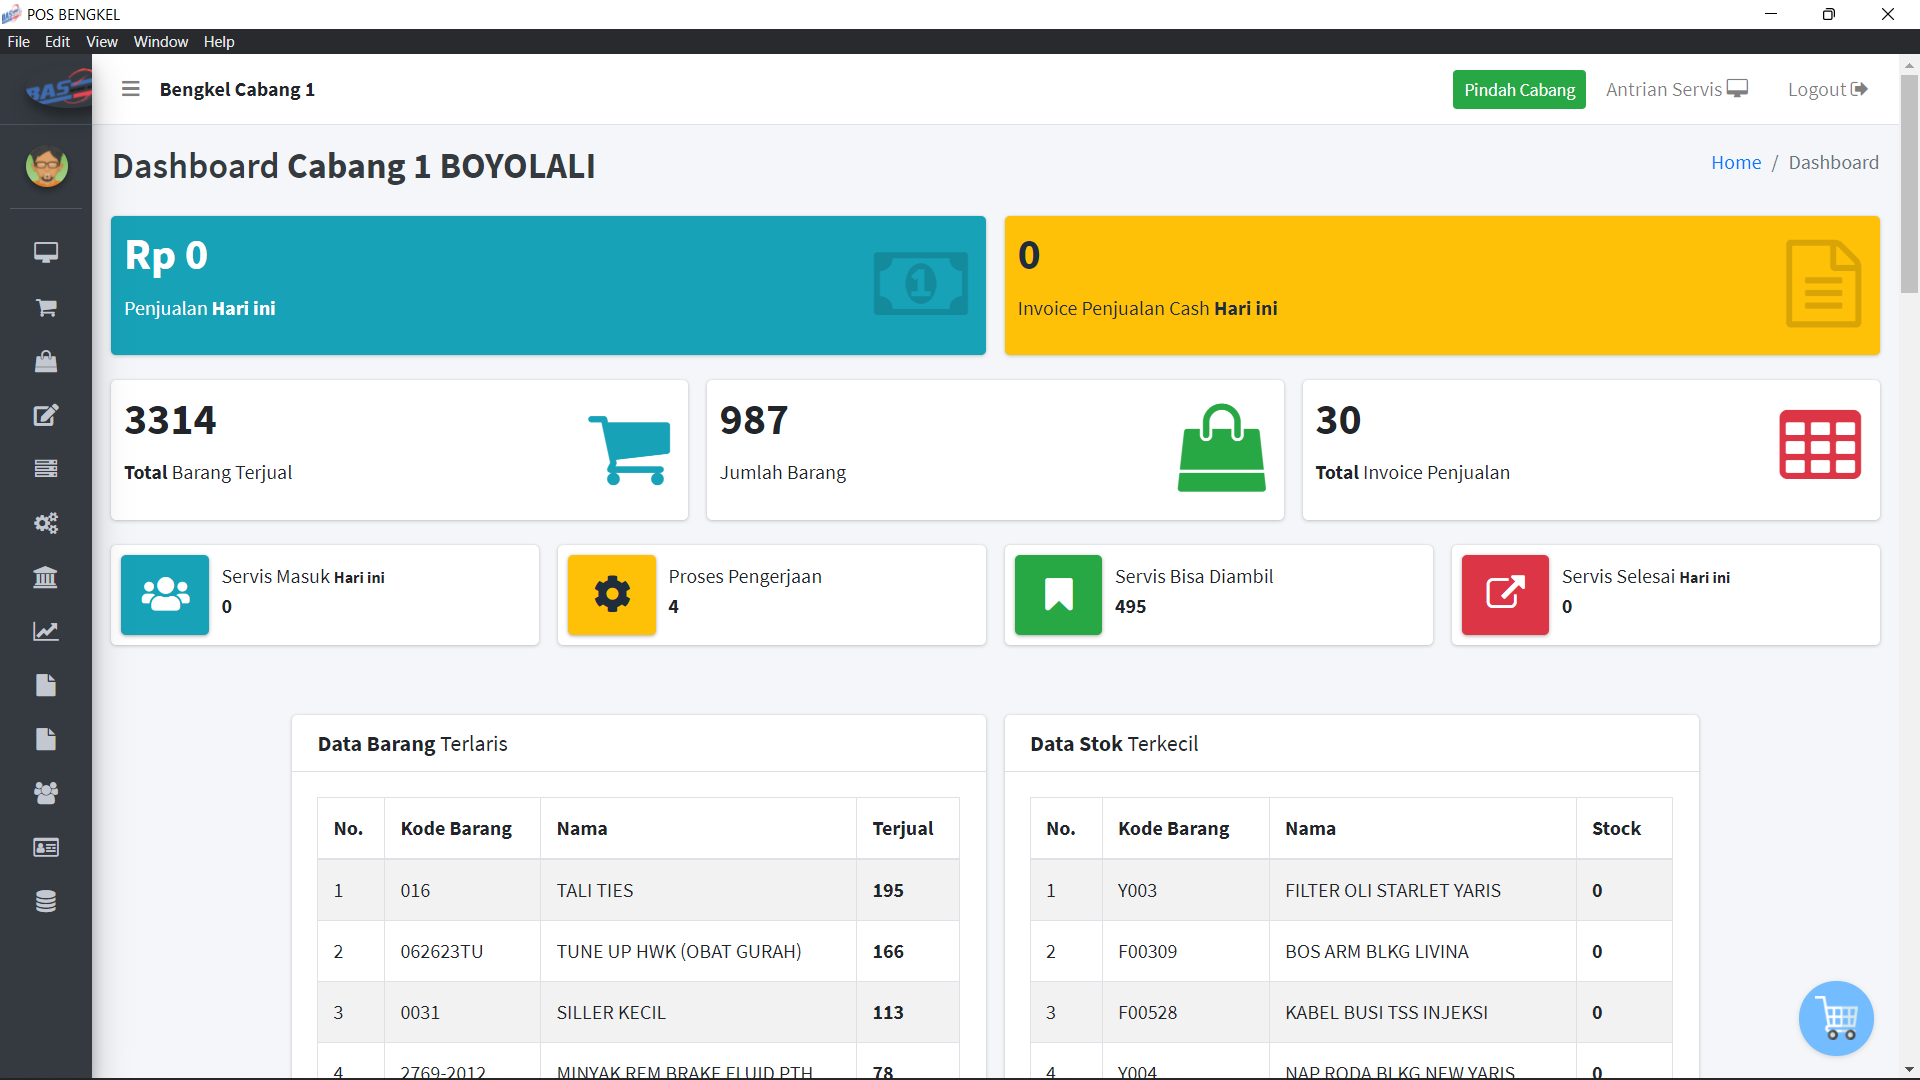 POS BENGKEL
File Edit View Window Help
BAS
Bengkel Cabang 1
Pindah Cabang
Antrian Servis
Logout
Dashboard Cabang 1 BOYOLALI
Home / Dashboard
Rp 0
Penjualan Hari ini
1
0
Invoice Penjualan Cash Hari ini
3314
Total Barang Terjual
987
Jumlah Barang
30
Total Invoice Penjualan
Servis Masuk Hari ini
0
Proses Pengerjaan
4
Servis Bisa Diambil
495
Servis Selesai Hari ini
0
Data Barang Terlaris
No. Kode Barang Nama Terjual
1 016 TALI TIES 195
2 062623TU TUNE UP HWK (OBAT GURAH) 166
3 0031 SILLER KECIL 113
4 2769-2012 MINYAK REM BRAKE FLUID PTH 78
Data Stok Terkecil
No. Kode Barang Nama Stock
1 Y003 FILTER OLI STARLET YARIS 0
2 F00309 BOS ARM BLKG LIVINA 0
3 F00528 KABEL BUSI TSS INJEKSI 0
4 Y004 NAP RODA BLKG NEW YARIS 0